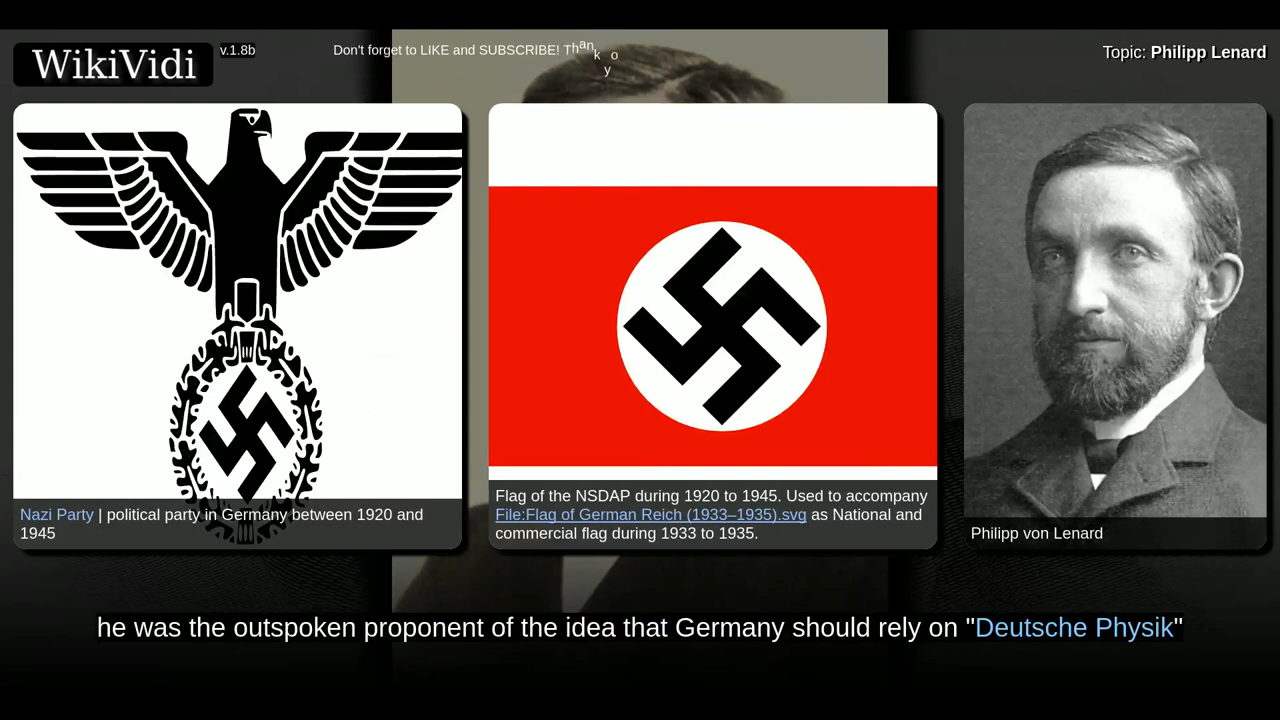 WikiVidi
v.1.8b
Don't forget to LIKE and SUBSCRIBE! Thank yo
Topic: Philipp Lenard
Nazi Party | political party in Germany between 1920 and
1945
Flag of the NSDAP during 1920 to 1945. Used to accompany
File:Flag of German Reich (1933–1935).svg as National and
commercial flag during 1933 to 1935.
Philipp von Lenard
he was the outspoken proponent of the idea that Germany should rely on "Deutsche Physik"